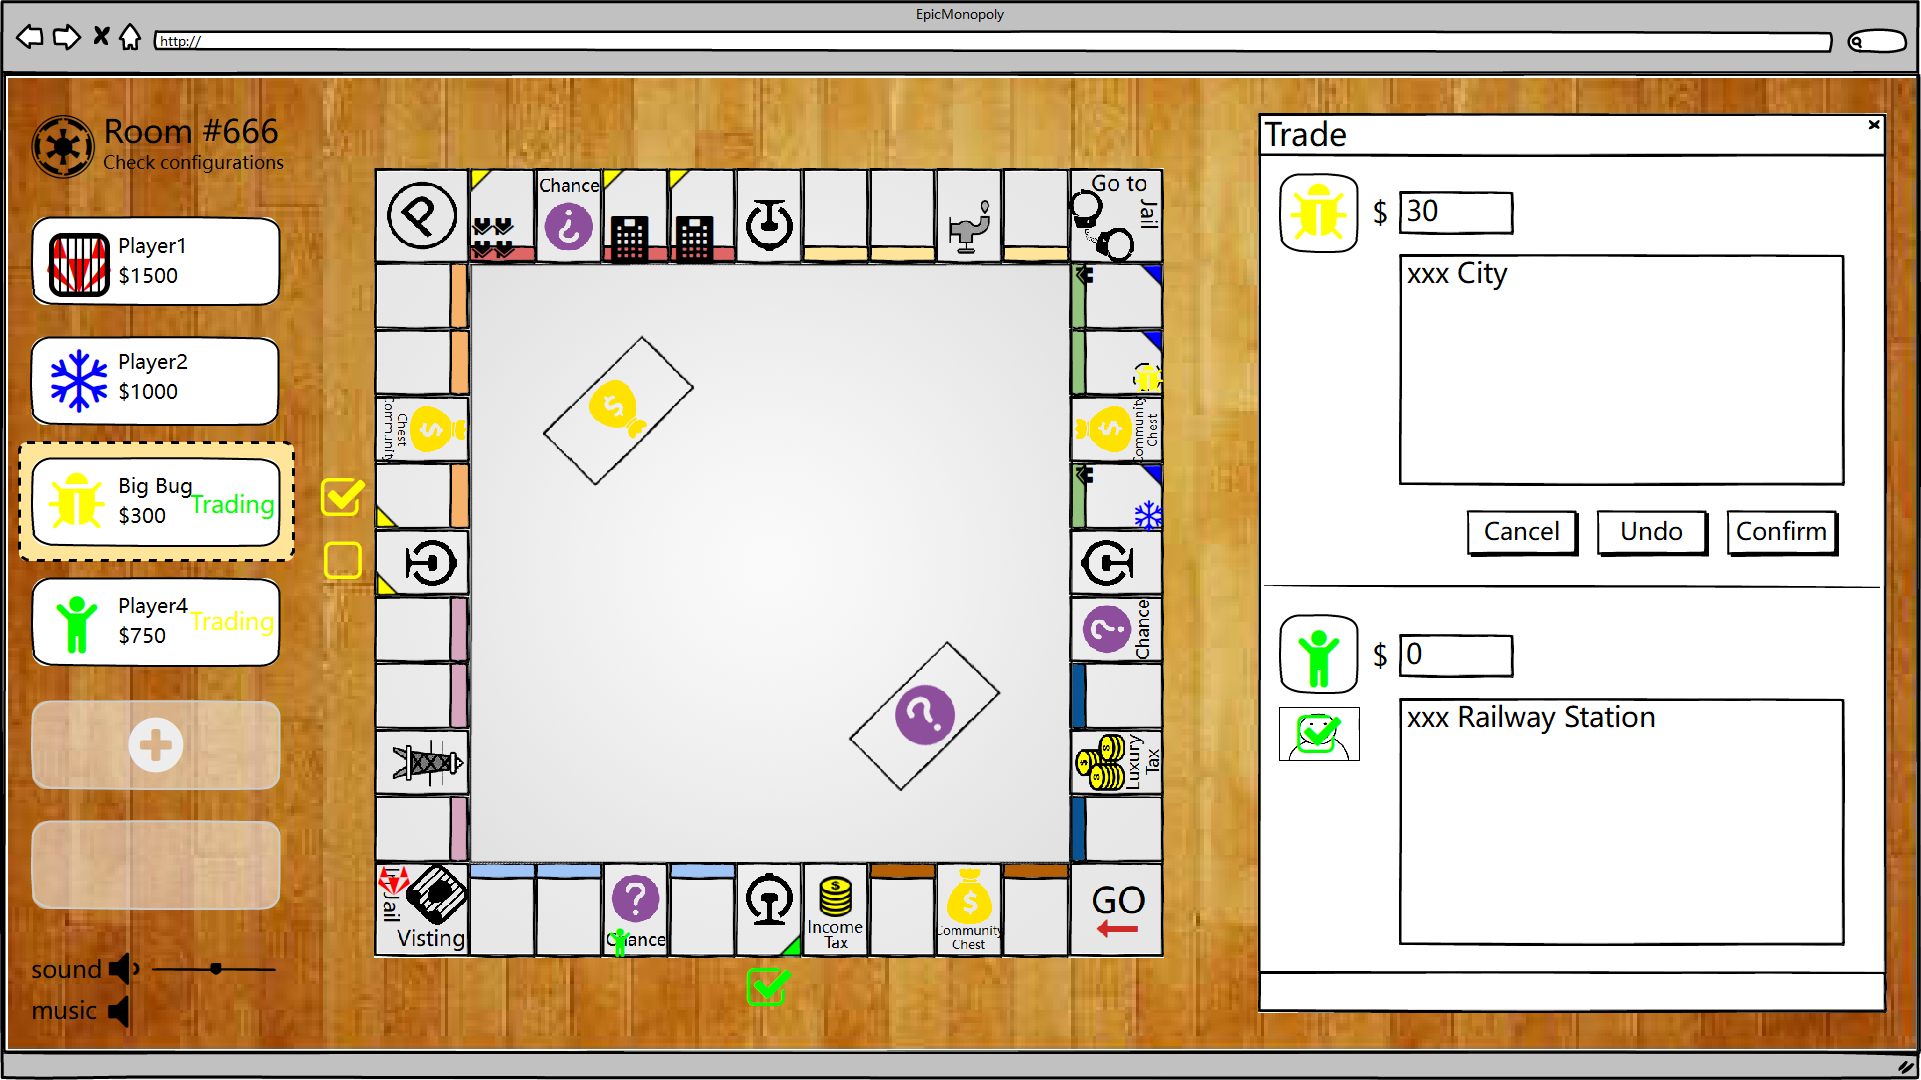 EpicMonopoly
http://
Room #666
Check configurations
Player1
$1500
Player2
$1000
Big Bug
$300
Trading
Player4
$750
Trading
sound
music
Chance
Go to
Jail
Community
Chest
Community
Chest
Chance
Luxury
Tax
Jail
Visting
Chance
Income
Tax
Community
Chest
GO
Trade
$ 30
xxx City
Cancel
Undo
Confirm
$ 0
xxx Railway Station